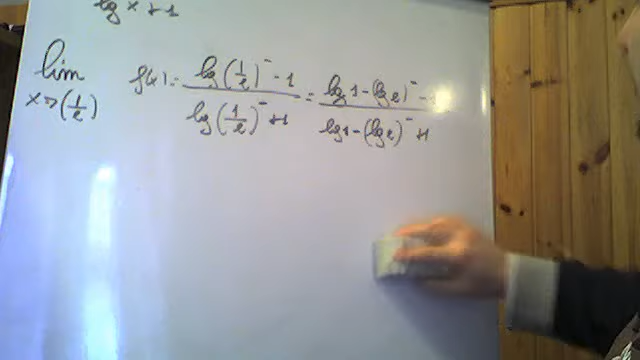 lg x + 1
lim x→(1/e) f(x) = lg(1/e)⁻ - 1 / lg(1/e)⁻ + 1 = lg 1 - (lg e)⁻ - / lg 1 - (lg e)⁻ + 1